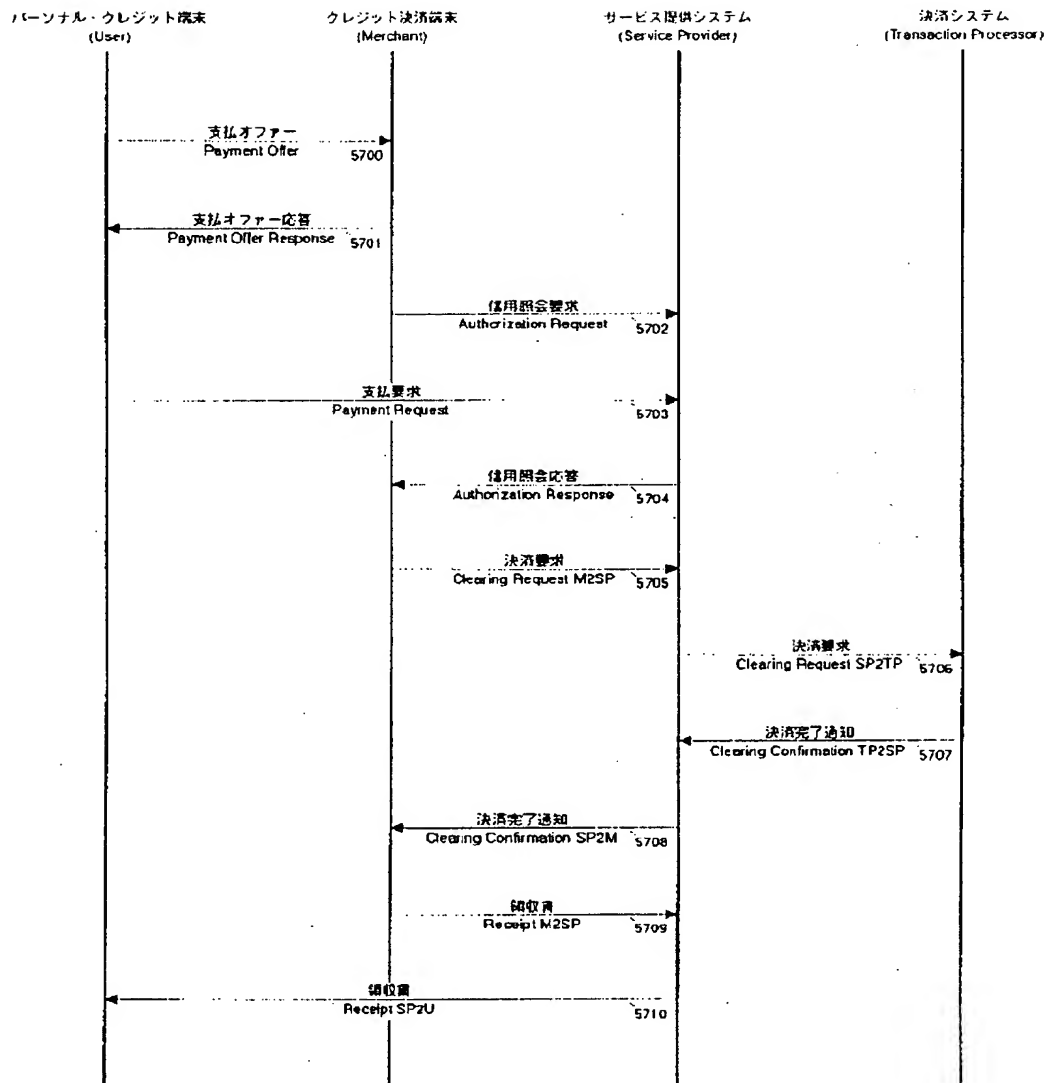 パーソナル・クレジット端末
(User)
クレジット決済端末
(Merchant)
サービス提供システム
(Service Provider)
決済システム
(Transaction Processor)
支払オファー
Payment Offer
5700
支払オファー応答
Payment Offer Response
5701
信用照会要求
Authorization Request
5702
支払要求
Payment Request
5703
信用照会応答
Authorization Response
5704
決済要求
Clearing Request M2SP
5705
決済要求
Clearing Request SP2TP
5706
決済完了通知
Clearing Confirmation TP2SP
5707
決済完了通知
Clearing Confirmation SP2M
5708
領収書
Receipt M2SP
5709
領収書
Receipt SP2U
5710